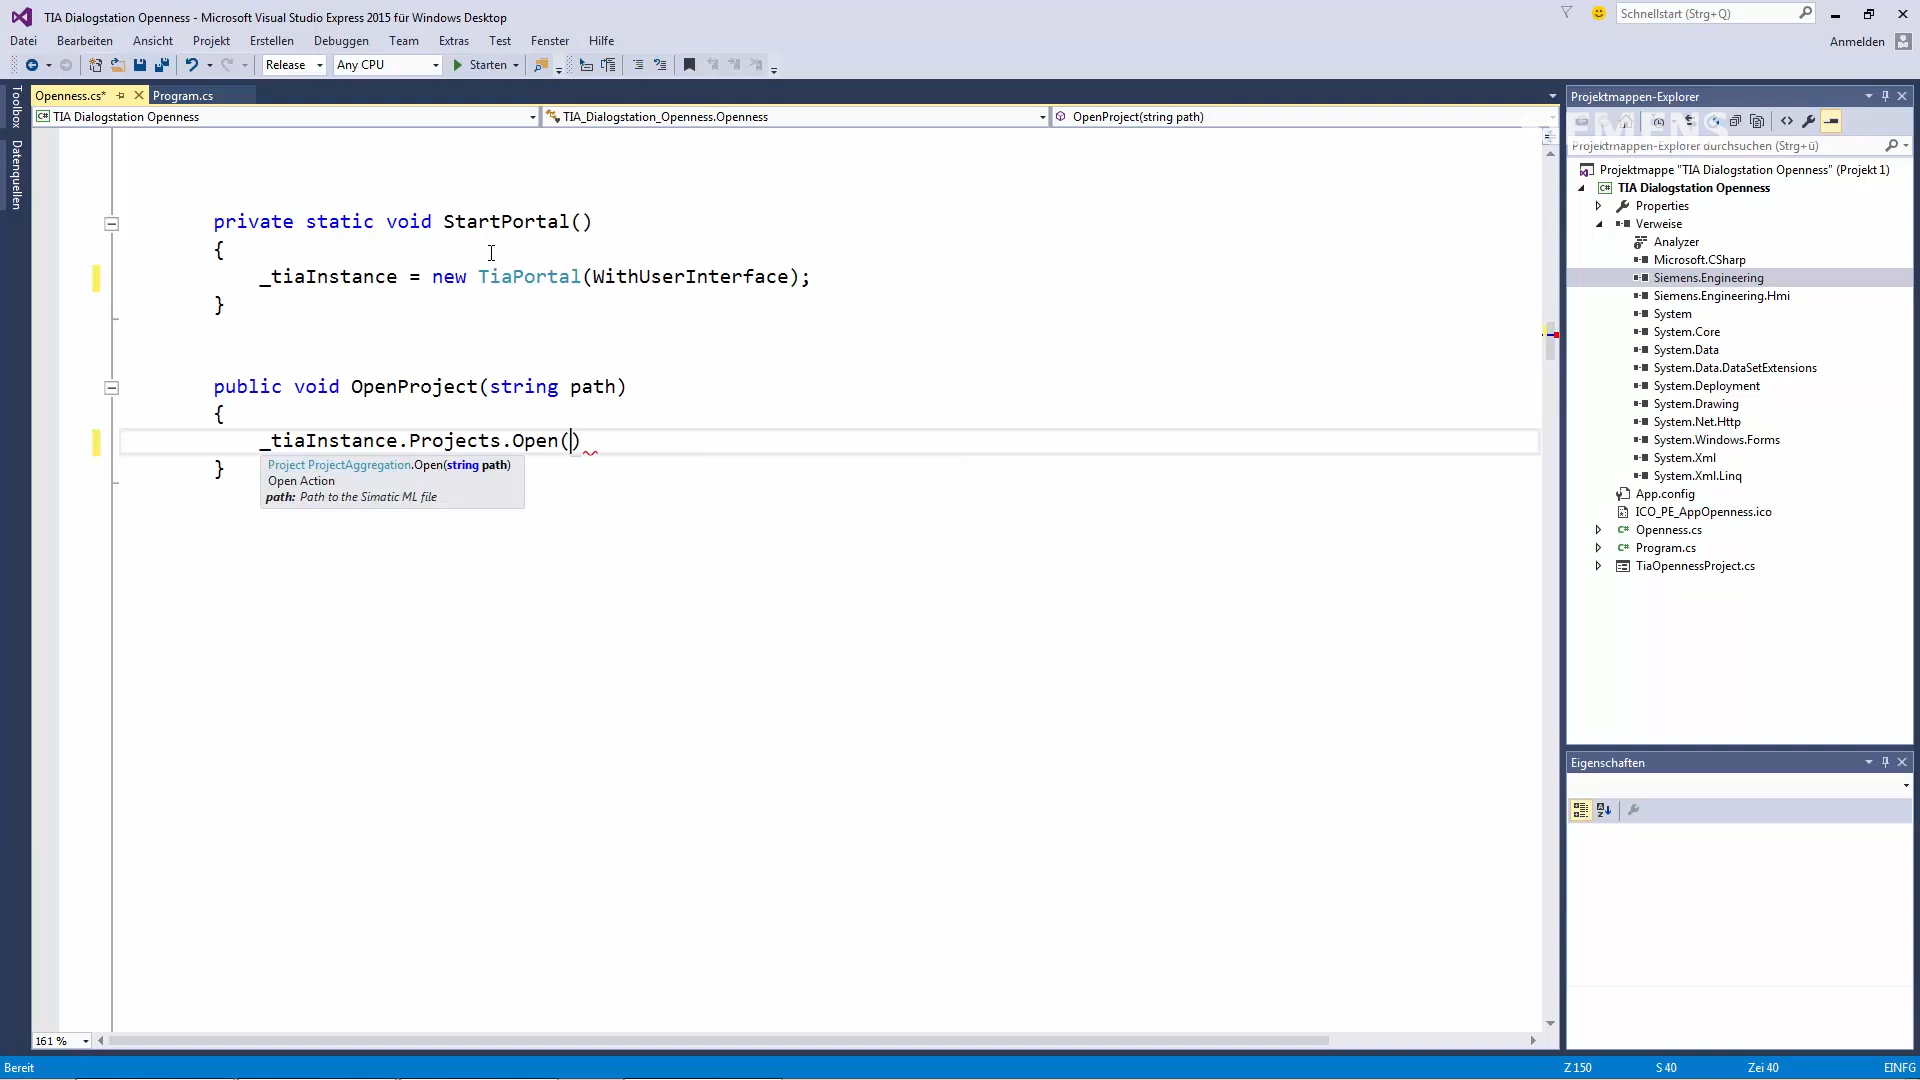 TIA Dialogstation Openness - Microsoft Visual Studio Express 2015 für Windows Desktop
Schnellstart (Strg+Q)
Datei Bearbeiten Ansicht Projekt Erstellen Debuggen Team Extras Test Fenster Hilfe
Anmelden
Release Any CPU Starten
Toolbox
Datenquellen
Openness.cs* Program.cs
TIA Dialogstation Openness TIA_Dialogstation_Openness.Openness OpenProject(string path)
private static void StartPortal()
{
_tiaInstance = new TiaPortal(WithUserInterface);
}
public void OpenProject(string path)
{
_tiaInstance.Projects.Open()
}
Project ProjectAggregation.Open(string path)
Open Action
path: Path to the Simatic ML file
161 %
Projektmappen-Explorer
Projektmappen-Explorer durchsuchen (Strg+ü)
Projektmappe "TIA Dialogstation Openness" (Projekt 1)
TIA Dialogstation Openness
Properties
Verweise
Analyzer
Microsoft.CSharp
Siemens.Engineering
Siemens.Engineering.Hmi
System
System.Core
System.Data
System.Data.DataSetExtensions
System.Deployment
System.Drawing
System.Net.Http
System.Windows.Forms
System.Xml
System.Xml.Linq
App.config
ICO_PE_AppOpenness.ico
Openness.cs
Program.cs
TiaOpennessProject.cs
Eigenschaften
Bereit Z 150 S 40 Zei 40 EINFG